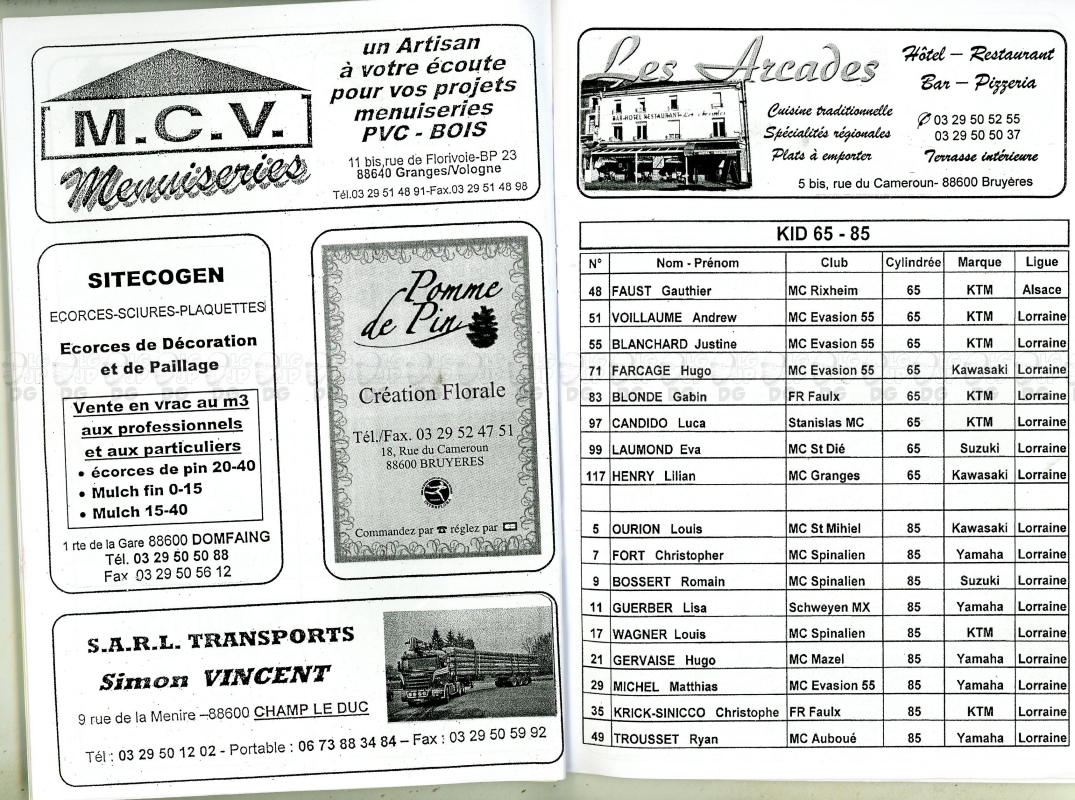 M.C.V.
Menuiseries
un Artisan
à votre écoute
pour vos projets
menuiseries
PVC - BOIS
11 bis,rue de Florivoie-BP 23
88640 Granges/Vologne
Tél.03 29 51 48 91-Fax.03 29 51 48 98
SITECOGEN
ECORCES-SCIURES-PLAQUETTES
Ecorces de Décoration
et de Paillage
Vente en vrac au m3
aux professionnels
et aux particuliers
• écorces de pin 20-40
• Mulch fin 0-15
• Mulch 15-40
1 rte de la Gare 88600 DOMFAING
Tél. 03 29 50 50 88
Fax 03 29 50 56 12
Pomme
de Pin
Création Florale
Tél./Fax. 03 29 52 47 51
18, Rue du Cameroun
88600 BRUYERES
Commandez par ☎ réglez par
S.A.R.L. TRANSPORTS
Simon VINCENT
9 rue de la Menire –88600 CHAMP LE DUC
Tél : 03 29 50 12 02 - Portable : 06 73 88 34 84 – Fax : 03 29 50 59 92
Les Arcades
BAR-HOTEL RESTAURANT
Hôtel – Restaurant
Bar – Pizzeria
Cuisine traditionnelle
Spécialités régionales
Plats à emporter
✆ 03 29 50 52 55
03 29 50 50 37
Terrasse intérieure
5 bis, rue du Cameroun- 88600 Bruyères
KID 65 - 85
N° Nom - Prénom Club Cylindrée Marque Ligue
48 FAUST Gauthier MC Rixheim 65 KTM Alsace
51 VOILLAUME Andrew MC Evasion 55 65 KTM Lorraine
55 BLANCHARD Justine MC Evasion 55 65 KTM Lorraine
71 FARCAGE Hugo MC Evasion 55 65 Kawasaki Lorraine
83 BLONDE Gabin FR Faulx 65 KTM Lorraine
97 CANDIDO Luca Stanislas MC 65 KTM Lorraine
99 LAUMOND Eva MC St Dié 65 Suzuki Lorraine
117 HENRY Lilian MC Granges 65 Kawasaki Lorraine
5 OURION Louis MC St Mihiel 85 Kawasaki Lorraine
7 FORT Christopher MC Spinalien 85 Yamaha Lorraine
9 BOSSERT Romain MC Spinalien 85 Suzuki Lorraine
11 GUERBER Lisa Schweyen MX 85 Yamaha Lorraine
17 WAGNER Louis MC Spinalien 85 KTM Lorraine
21 GERVAISE Hugo MC Mazel 85 Yamaha Lorraine
29 MICHEL Matthias MC Evasion 55 85 Yamaha Lorraine
35 KRICK-SINICCO Christophe FR Faulx 85 KTM Lorraine
49 TROUSSET Ryan MC Auboué 85 Yamaha Lorraine